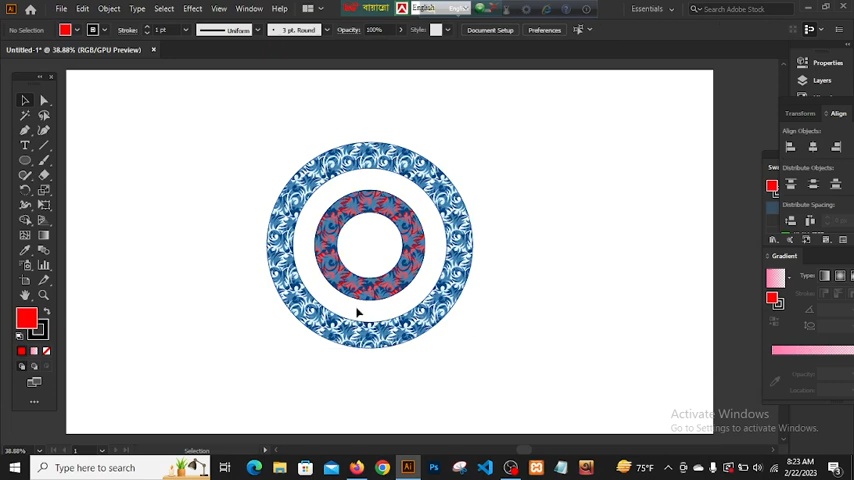 File Edit Object Type Select Effect View Window Help
বায়ান্নো English
Essentials
Search Adobe Stock
No Selection
Stroke: 1 pt
Uniform
3 pt. Round
Opacity: 100%
Style:
Document Setup
Preferences
Untitled-1* @ 38.88% (RGB/GPU Preview)
Properties
Layers
Transform
Align
Align Objects:
Distribute Objects:
Distribute Spacing:
Gradient
Type:
Opacity:
Activate Windows
Go to Settings to activate Windows.
38.88%
1
Selection
Type here to search
75°F
8:23 AM
2/22/2023